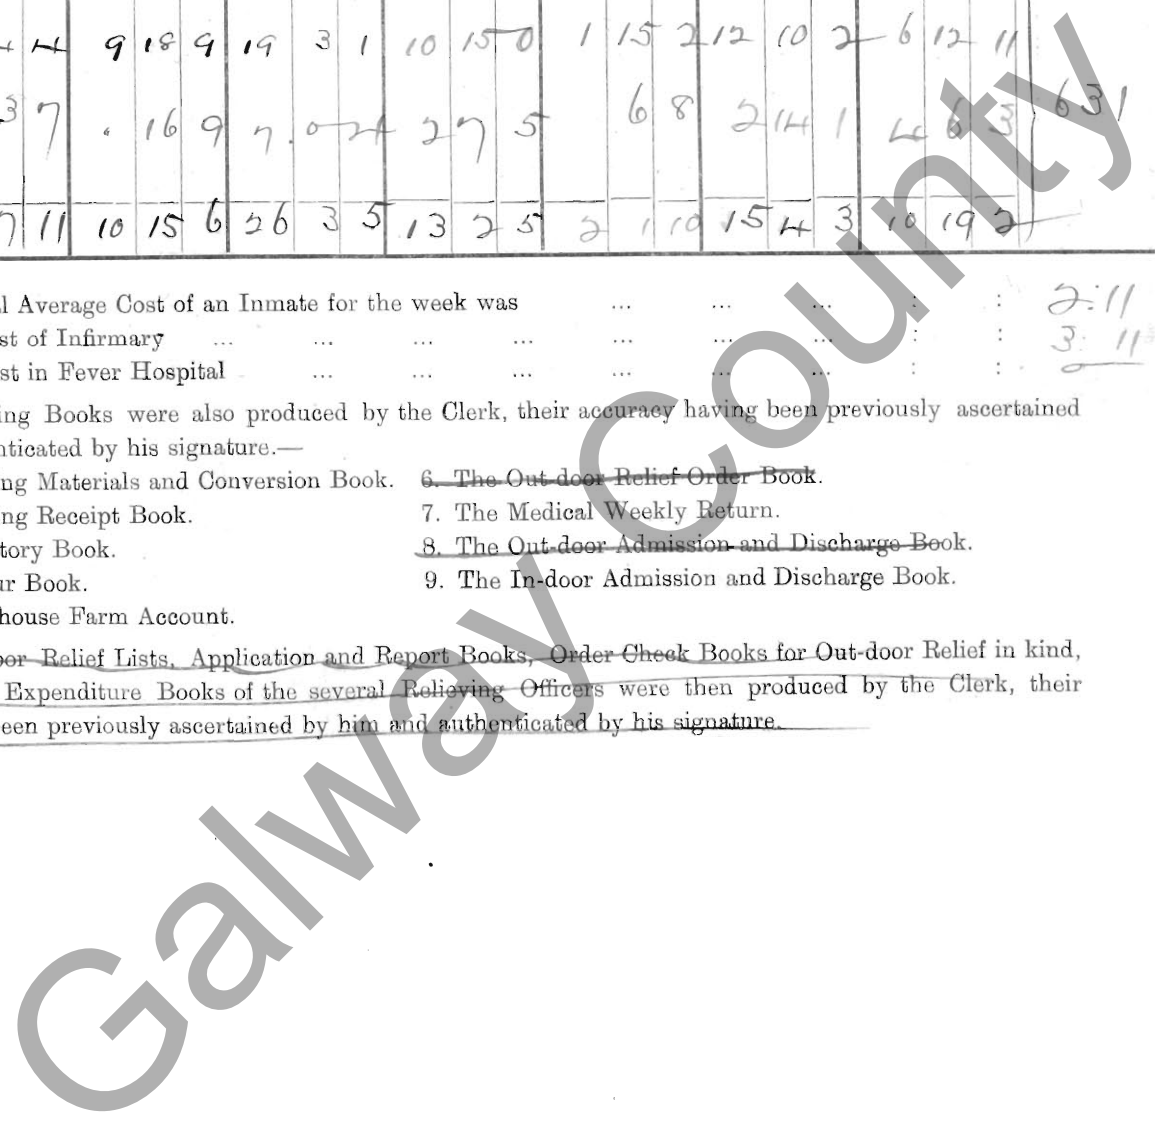 4 4 9 18 9 19 3 1 10 15 0 1 15 2 12 10 2 6 12 11
3 7 . 16 9 7 . 0 4 2 7 5 6 8 2 14 1 4 6 3 631
7 11 10 15 6 26 3 5 13 2 5 2 1 10 15 4 3 10 19 2
l Average Cost of an Inmate for the week was ... ... ... : : 2:11
st of Infirmary ... ... ... ... ... ... ... : : 3: 11
st in Fever Hospital ... ... ... ... ... ... : :
ing Books were also produced by the Clerk, their accuracy having been previously ascertained
nticated by his signature.—
ng Materials and Conversion Book. 6. The Out-door Relief Order Book.
ng Receipt Book. 7. The Medical Weekly Return.
tory Book. 8. The Out-door Admission and Discharge Book.
ur Book. 9. The In-door Admission and Discharge Book.
house Farm Account.
oor Relief Lists, Application and Report Books, Order Check Books for Out-door Relief in kind,
Expenditure Books of the several Relieving Officers were then produced by the Clerk, their
een previously ascertained by him and authenticated by his signature.
Galway County